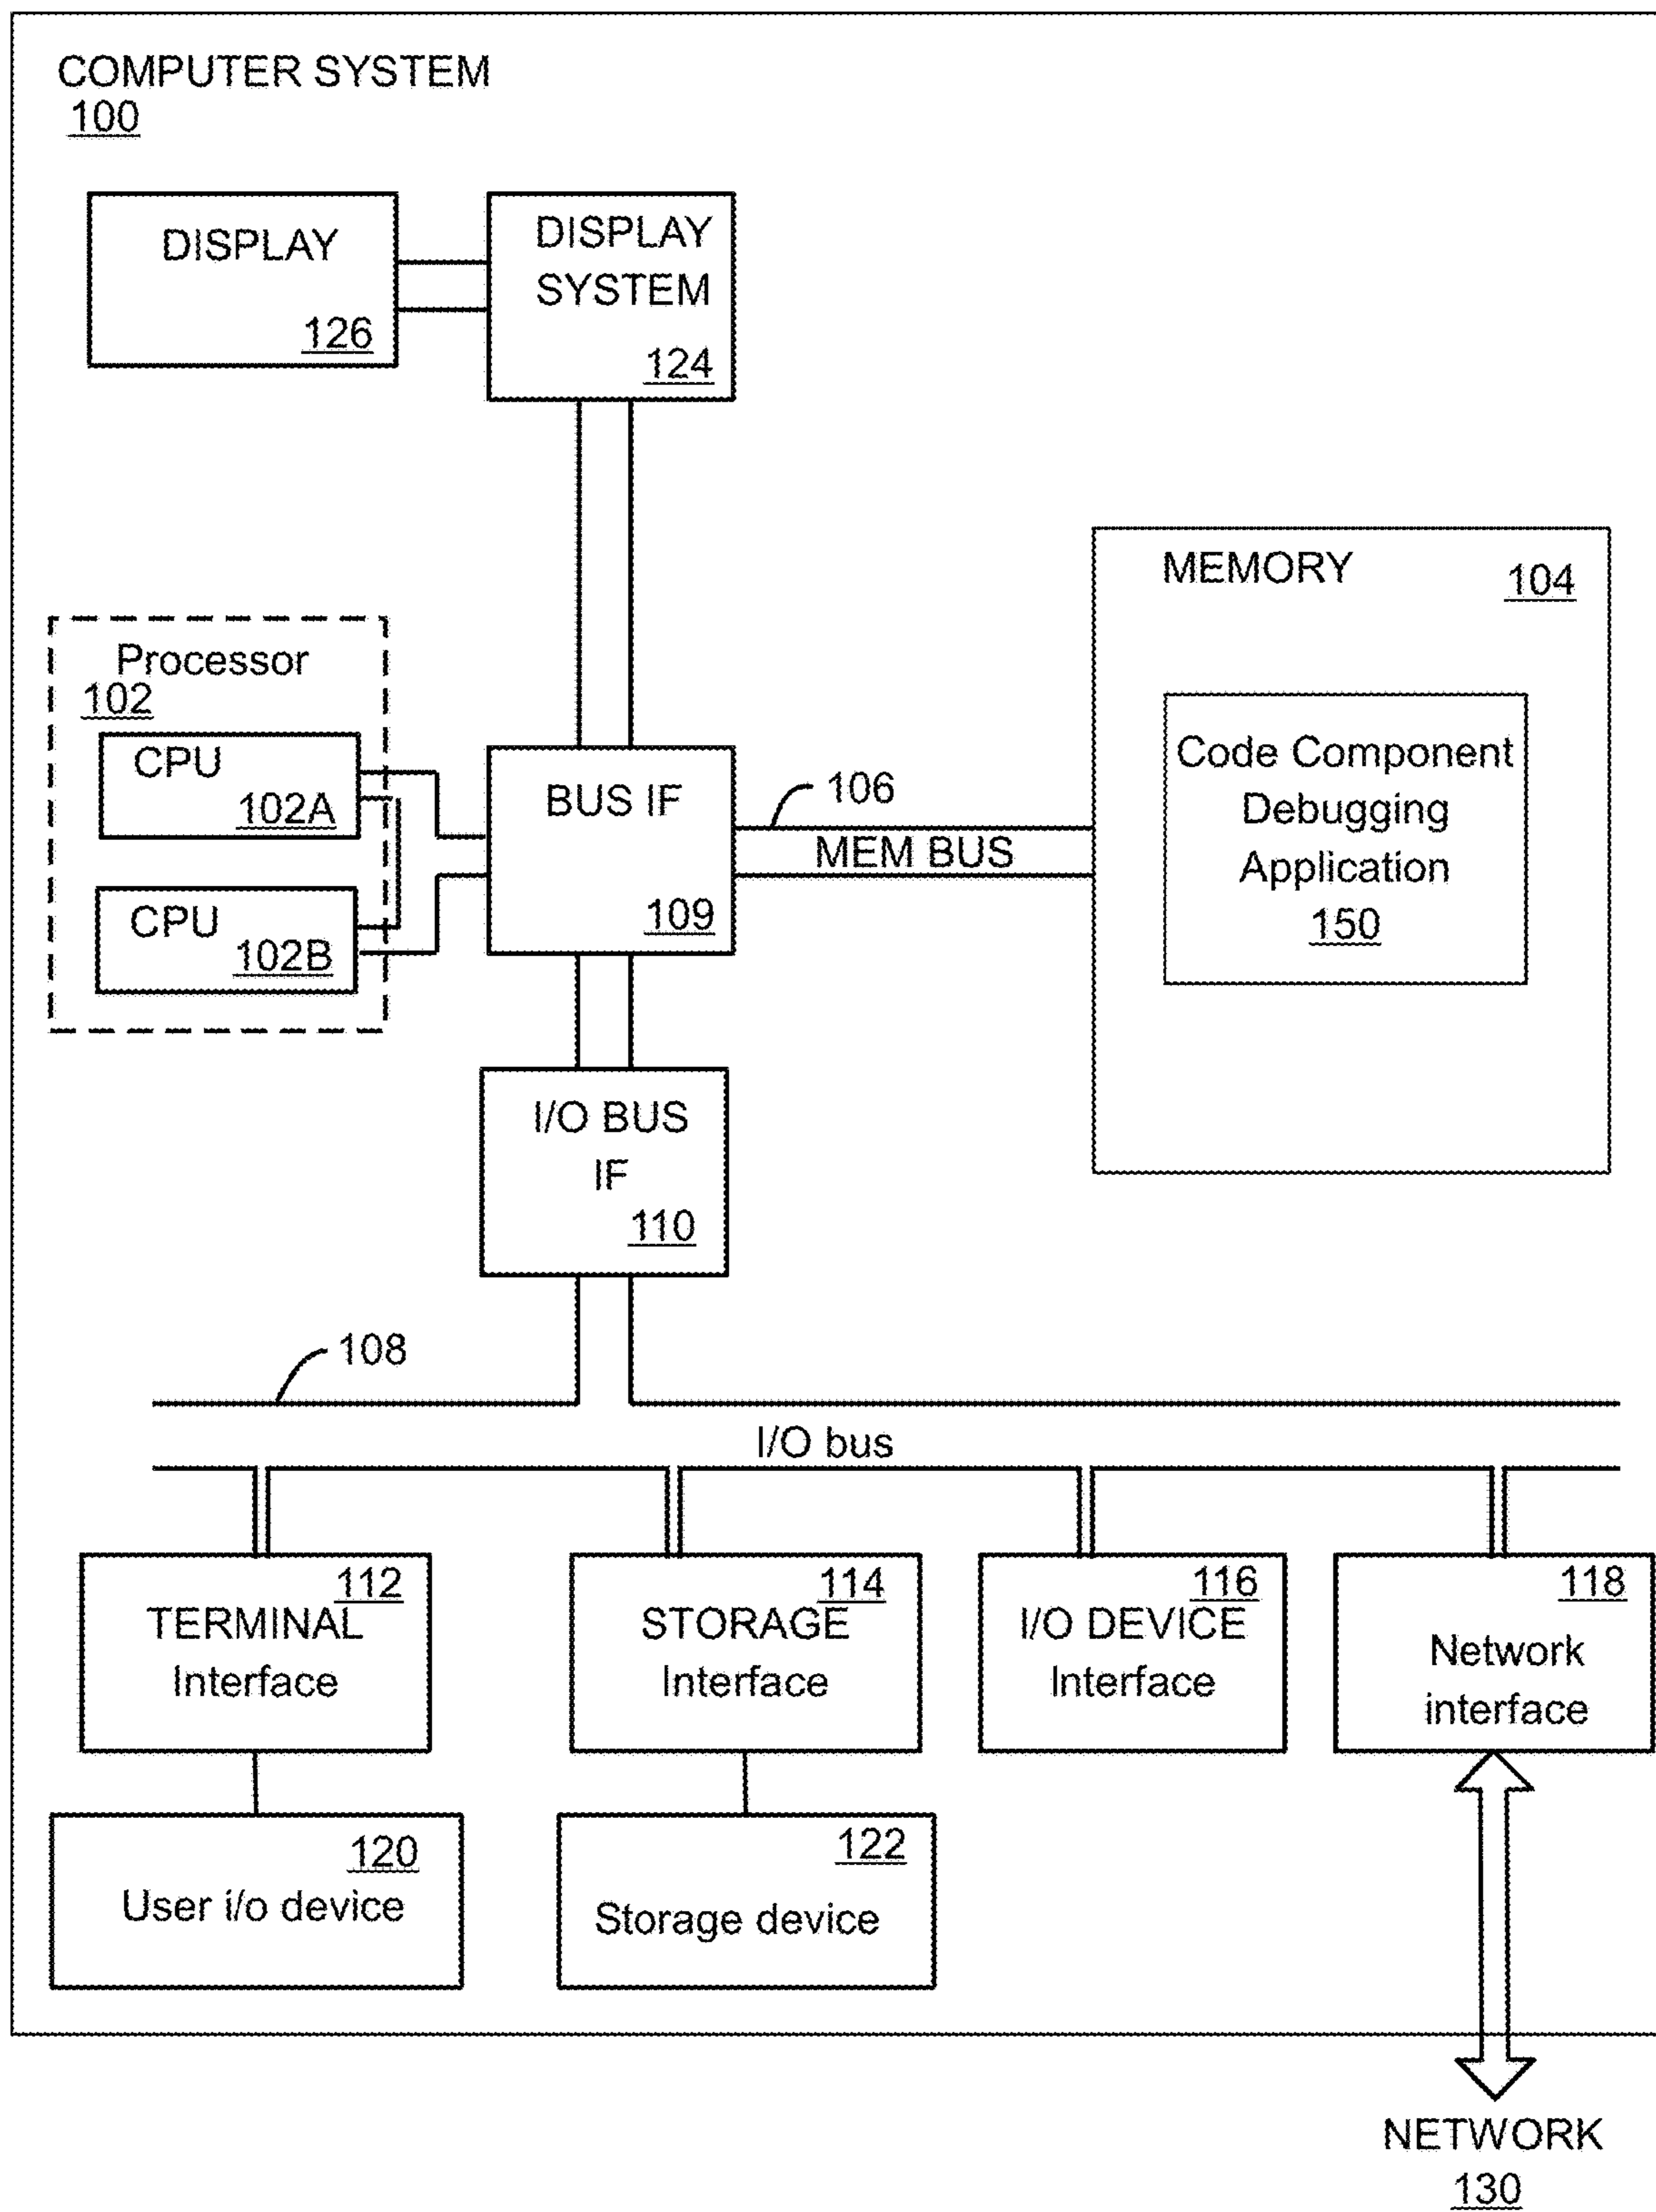 COMPUTER SYSTEM
100
DISPLAY
126
DISPLAY
SYSTEM
124
MEMORY
104
Processor
102
CPU
102A
CPU
102B
BUS IF
109
106
MEM BUS
Code Component
Debugging
Application
150
I/O BUS
IF
110
108
I/O bus
112
TERMINAL
Interface
114
STORAGE
Interface
116
I/O DEVICE
Interface
118
Network
interface
120
User i/o device
122
Storage device
NETWORK
130